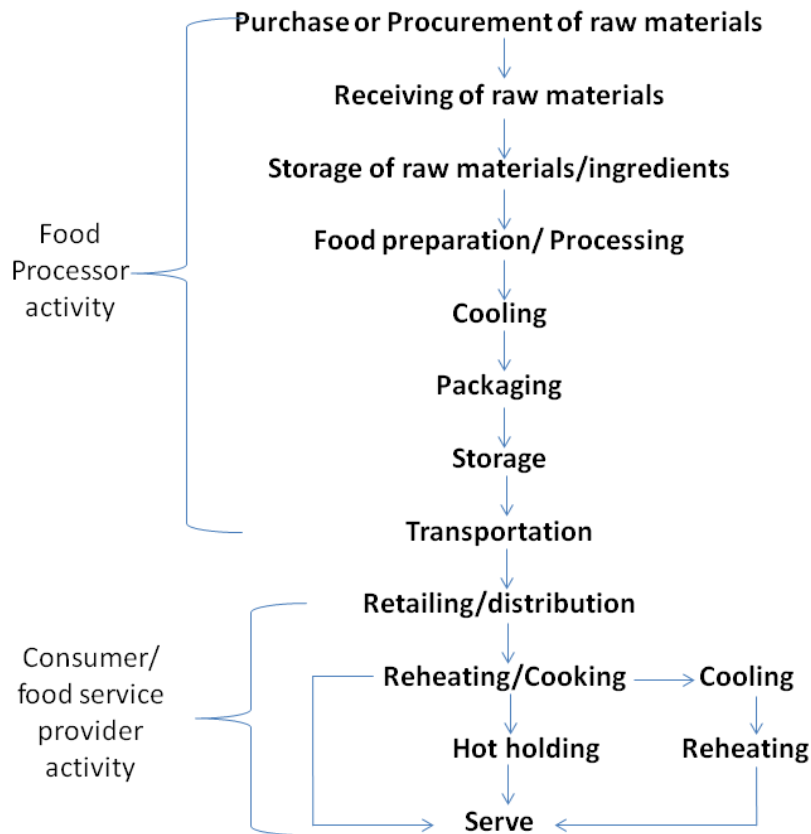 Purchase or Procurement of raw materials
Receiving of raw materials
Storage of raw materials/ingredients
Food preparation/ Processing
Cooling
Packaging
Storage
Transportation
Food
Processor
activity
Retailing/distribution
Reheating/Cooking
Cooling
Hot holding
Reheating
Serve
Consumer/
food service
provider
activity